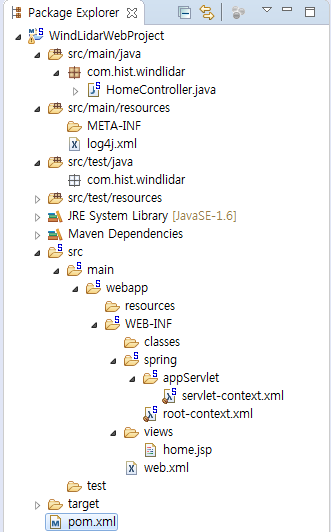 Package Explorer
WindLidarWebProject
src/main/java
com.hist.windlidar
HomeController.java
src/main/resources
META-INF
log4j.xml
src/test/java
com.hist.windlidar
src/test/resources
JRE System Library [JavaSE-1.6]
Maven Dependencies
src
main
webapp
resources
WEB-INF
classes
spring
appServlet
servlet-context.xml
root-context.xml
views
home.jsp
web.xml
test
target
pom.xml